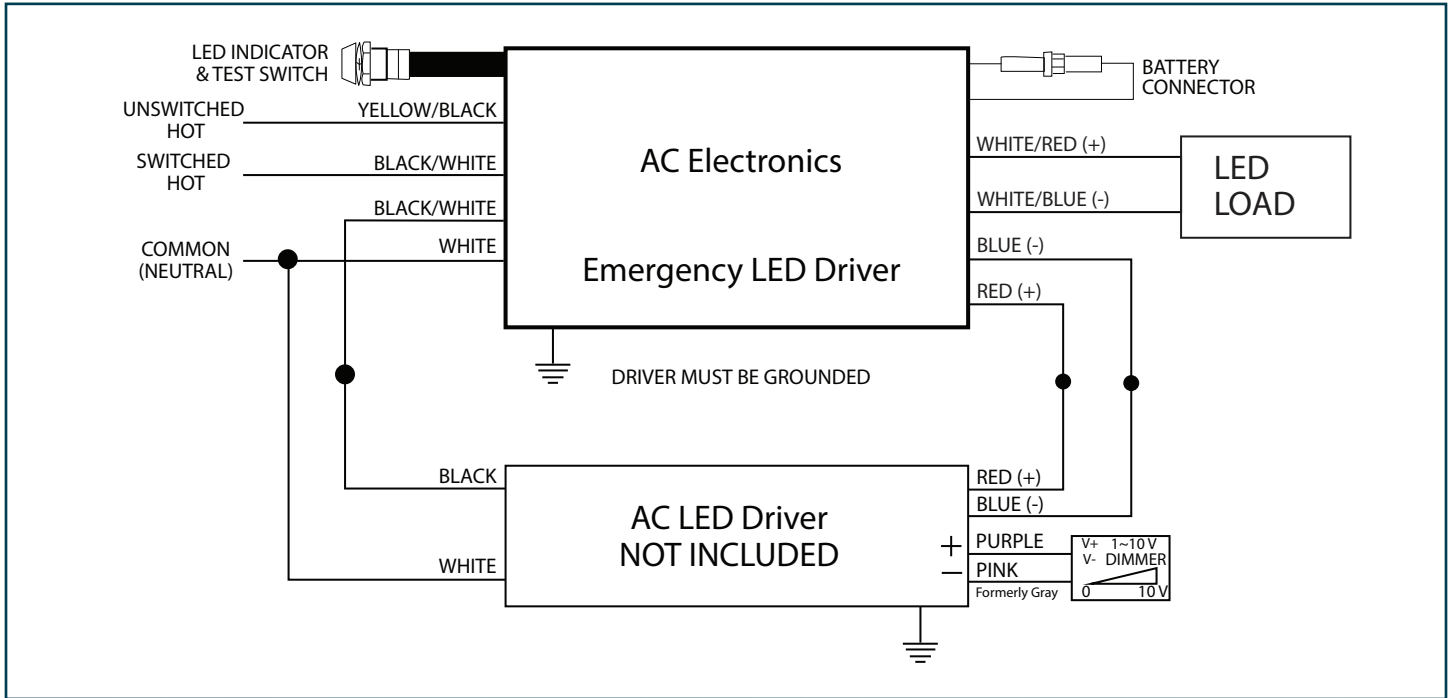 LED INDICATOR
& TEST SWITCH
BATTERY
CONNECTOR
UNSWITCHED
HOT
YELLOW/BLACK
SWITCHED
HOT
BLACK/WHITE
BLACK/WHITE
COMMON
(NEUTRAL)
WHITE
AC Electronics
Emergency LED Driver
WHITE/RED (+)
WHITE/BLUE (-)
LED
LOAD
BLUE (-)
RED (+)
DRIVER MUST BE GROUNDED
BLACK
WHITE
AC LED Driver
NOT INCLUDED
RED (+)
BLUE (-)
+ PURPLE
— PINK
Formerly Gray
V+ 1~10 V
V- DIMMER
0 10 V